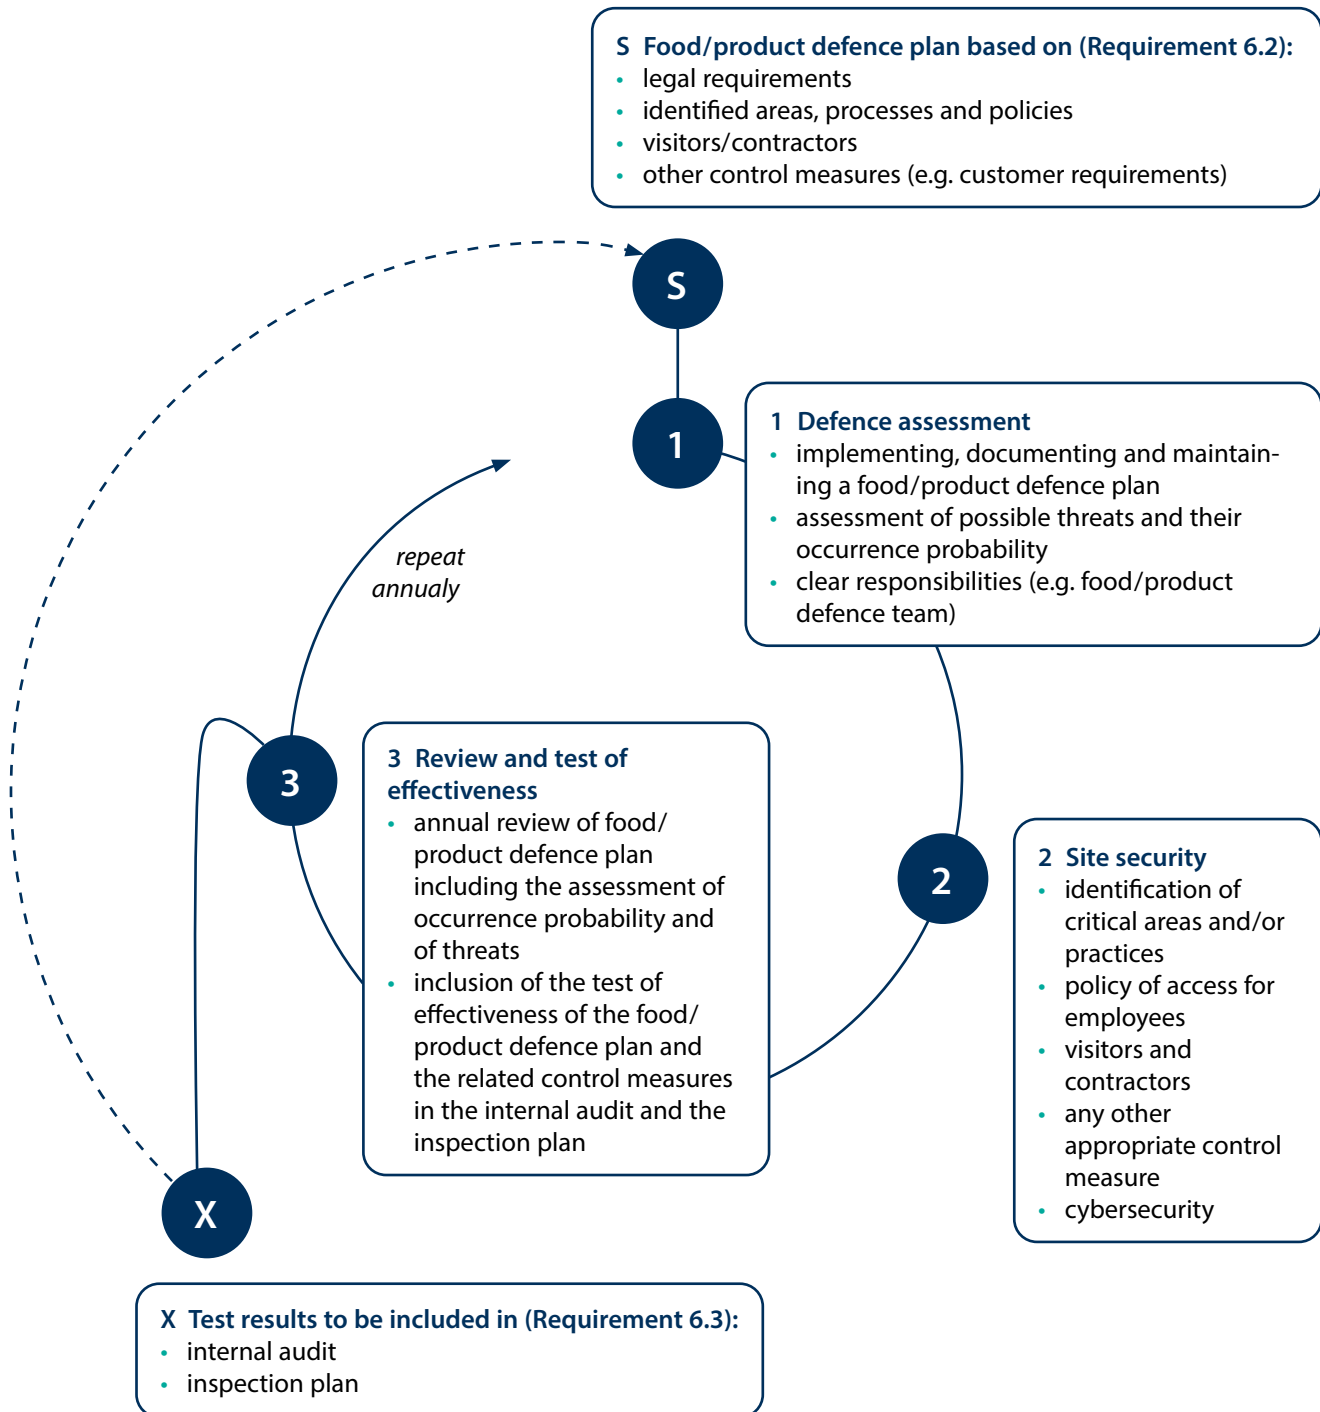 S Food/product defence plan based on (Requirement 6.2):
• legal requirements
• identified areas, processes and policies
• visitors/contractors
• other control measures (e.g. customer requirements)
S
1
1 Defence assessment
• implementing, documenting and maintain-
ing a food/product defence plan
• assessment of possible threats and their
occurrence probability
• clear responsibilities (e.g. food/product
defence team)
repeat
annualy
3
3 Review and test of
effectiveness
• annual review of food/
product defence plan
including the assessment of
occurrence probability and
of threats
• inclusion of the test of
effectiveness of the food/
product defence plan and
the related control measures
in the internal audit and the
inspection plan
2
2 Site security
• identification of
critical areas and/or
practices
• policy of access for
employees
• visitors and
contractors
• any other
appropriate control
measure
• cybersecurity
X
X Test results to be included in (Requirement 6.3):
• internal audit
• inspection plan